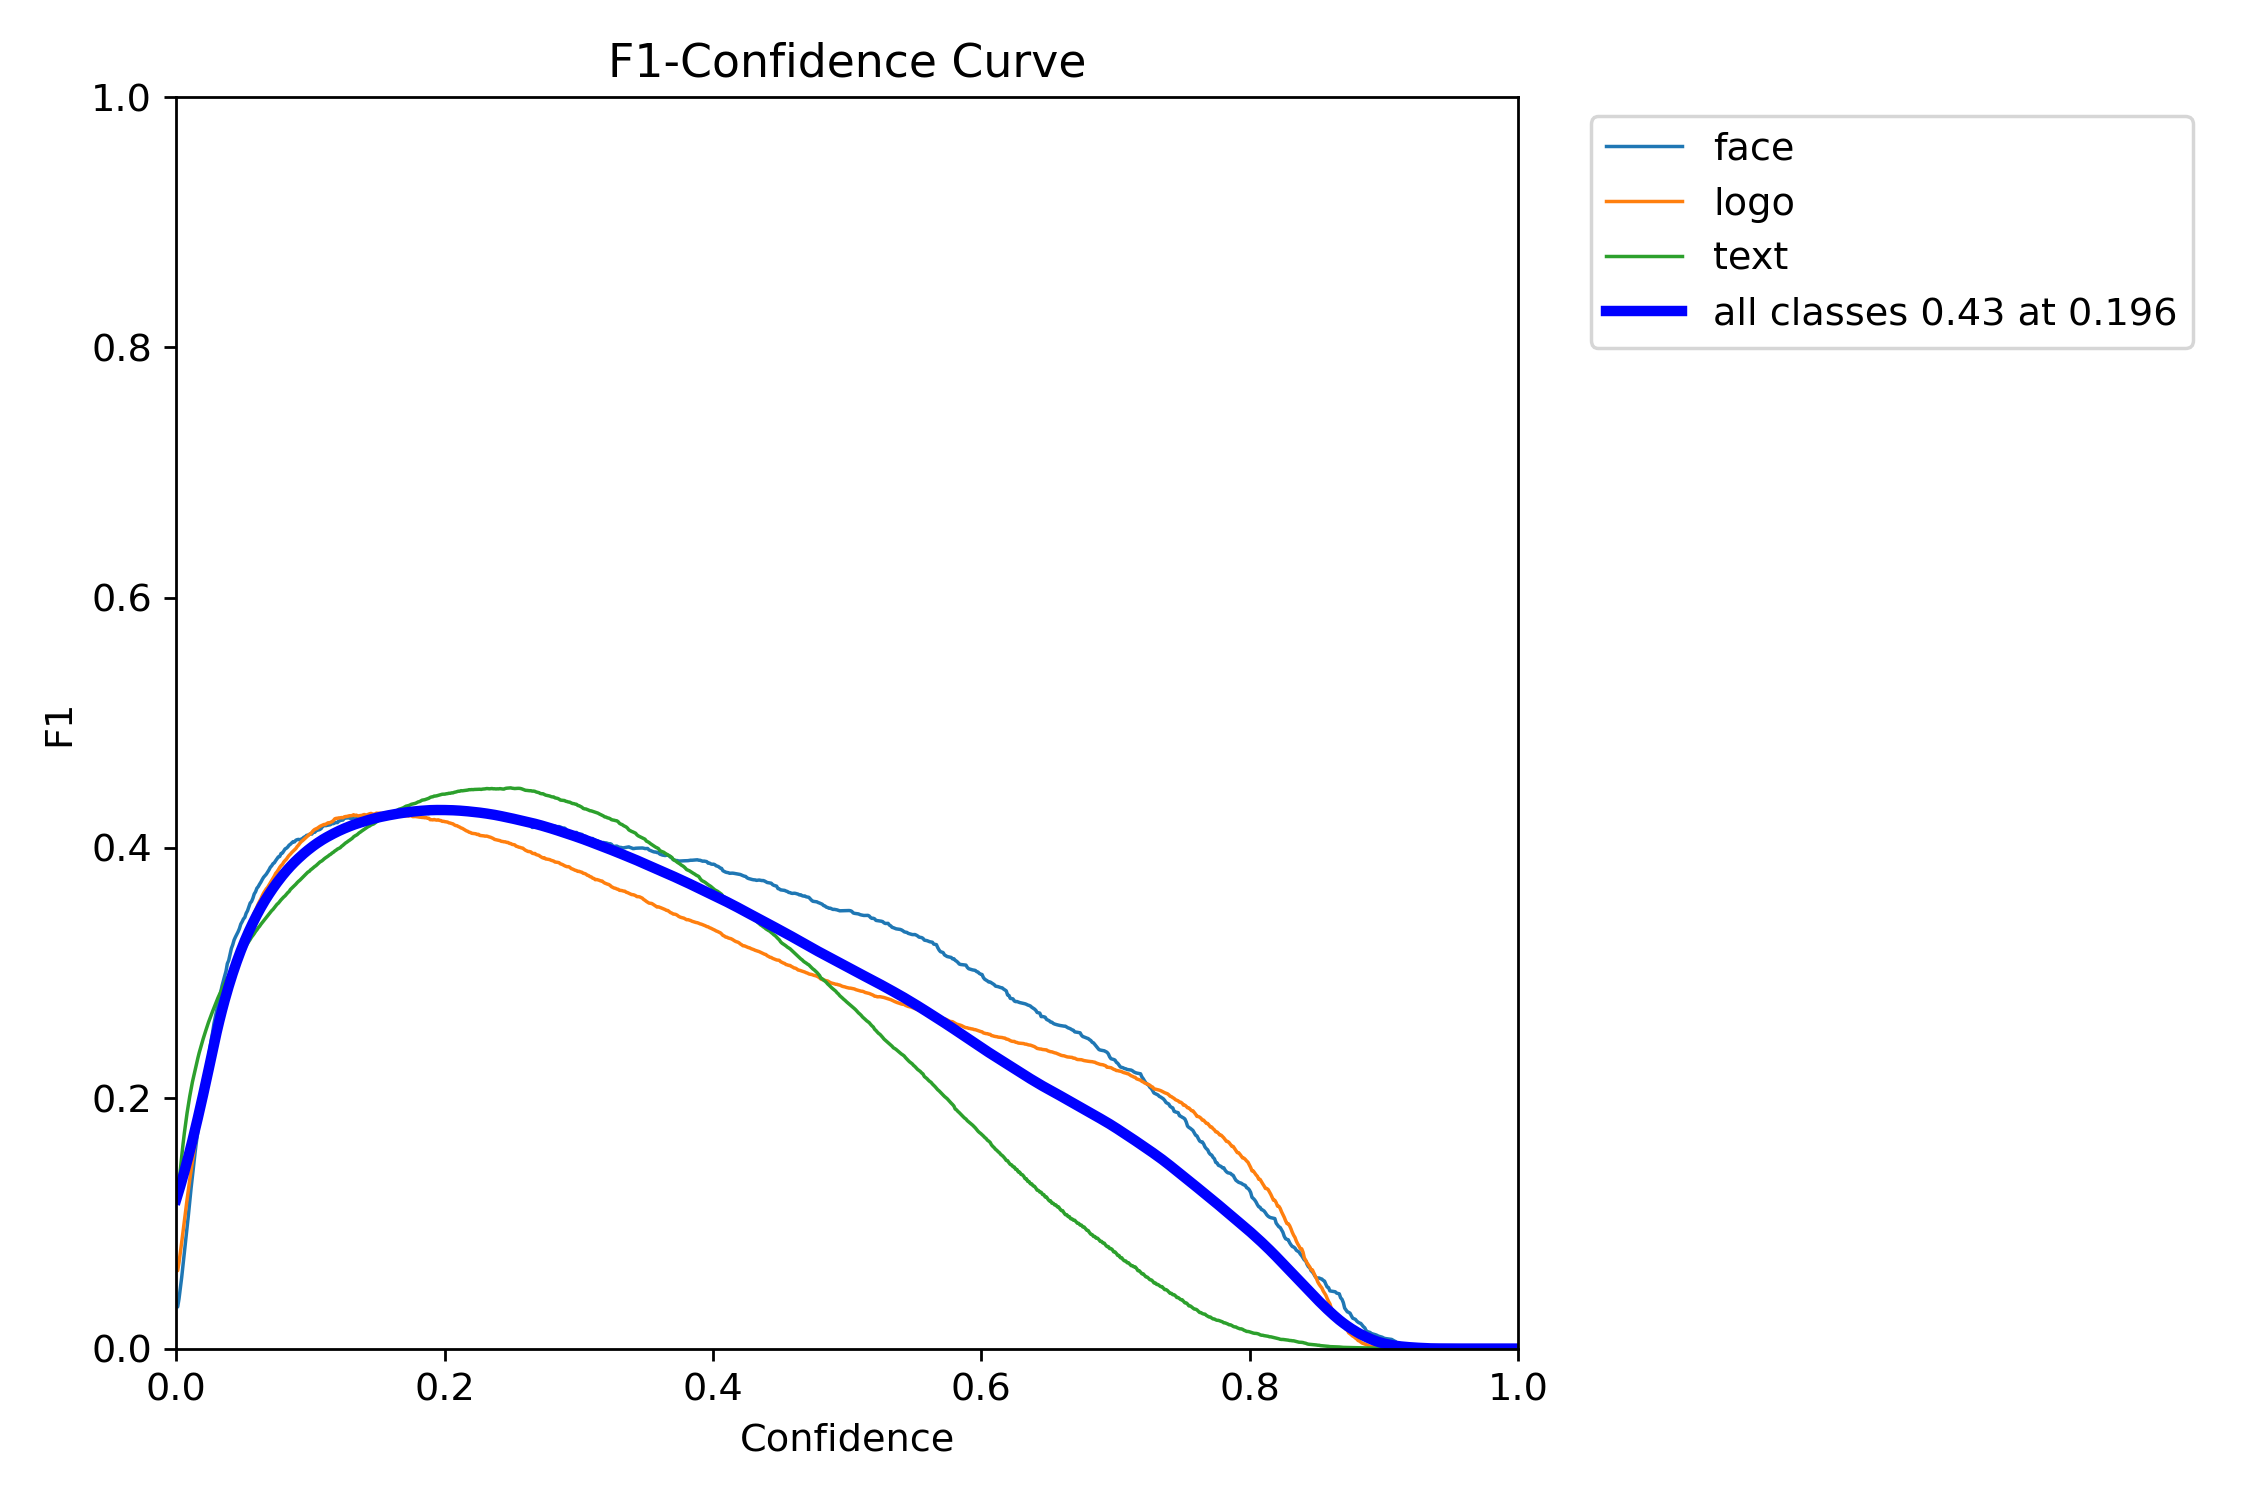 F1-Confidence Curve
1.0
0.8
0.6
0.4
0.2
0.0
F1
0.0 0.2 0.4 0.6 0.8 1.0
Confidence
face
logo
text
all classes 0.43 at 0.196